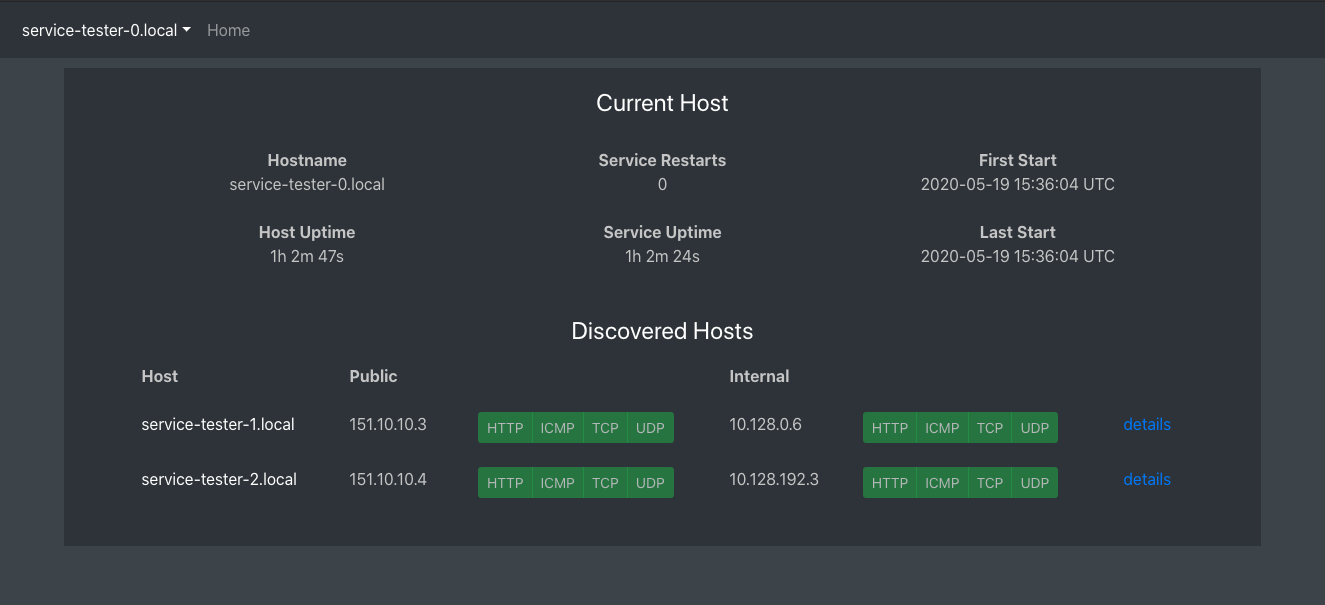 service-tester-0.local Home
Current Host
Hostname Service Restarts First Start
service-tester-0.local 0 2020-05-19 15:36:04 UTC
Host Uptime Service Uptime Last Start
1h 2m 47s 1h 2m 24s 2020-05-19 15:36:04 UTC
Discovered Hosts
Host Public Internal
service-tester-1.local 151.10.10.3 HTTP ICMP TCP UDP 10.128.0.6 HTTP ICMP TCP UDP details
service-tester-2.local 151.10.10.4 HTTP ICMP TCP UDP 10.128.192.3 HTTP ICMP TCP UDP details